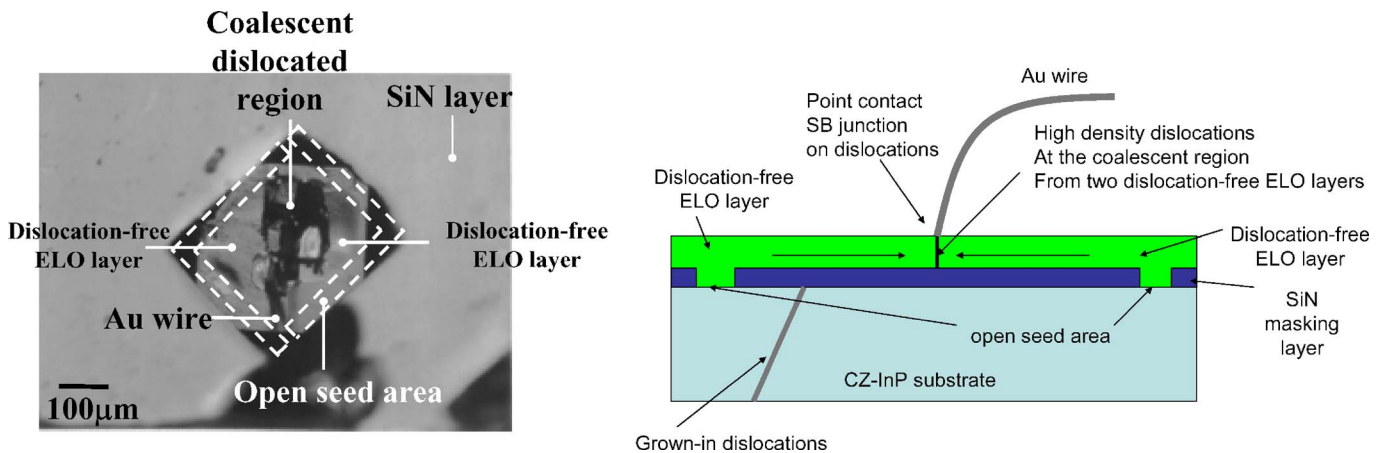 Coalescent
dislocated
region
SiN layer
Dislocation-free
ELO layer
Dislocation-free
ELO layer
Au wire
Open seed area
100μm
Au wire
Point contact
SB junction
on dislocations
High density dislocations
At the coalescent region
From two dislocation-free ELO layers
Dislocation-free
ELO layer
Dislocation-free
ELO layer
SiN
masking
layer
open seed area
CZ-InP substrate
Grown-in dislocations